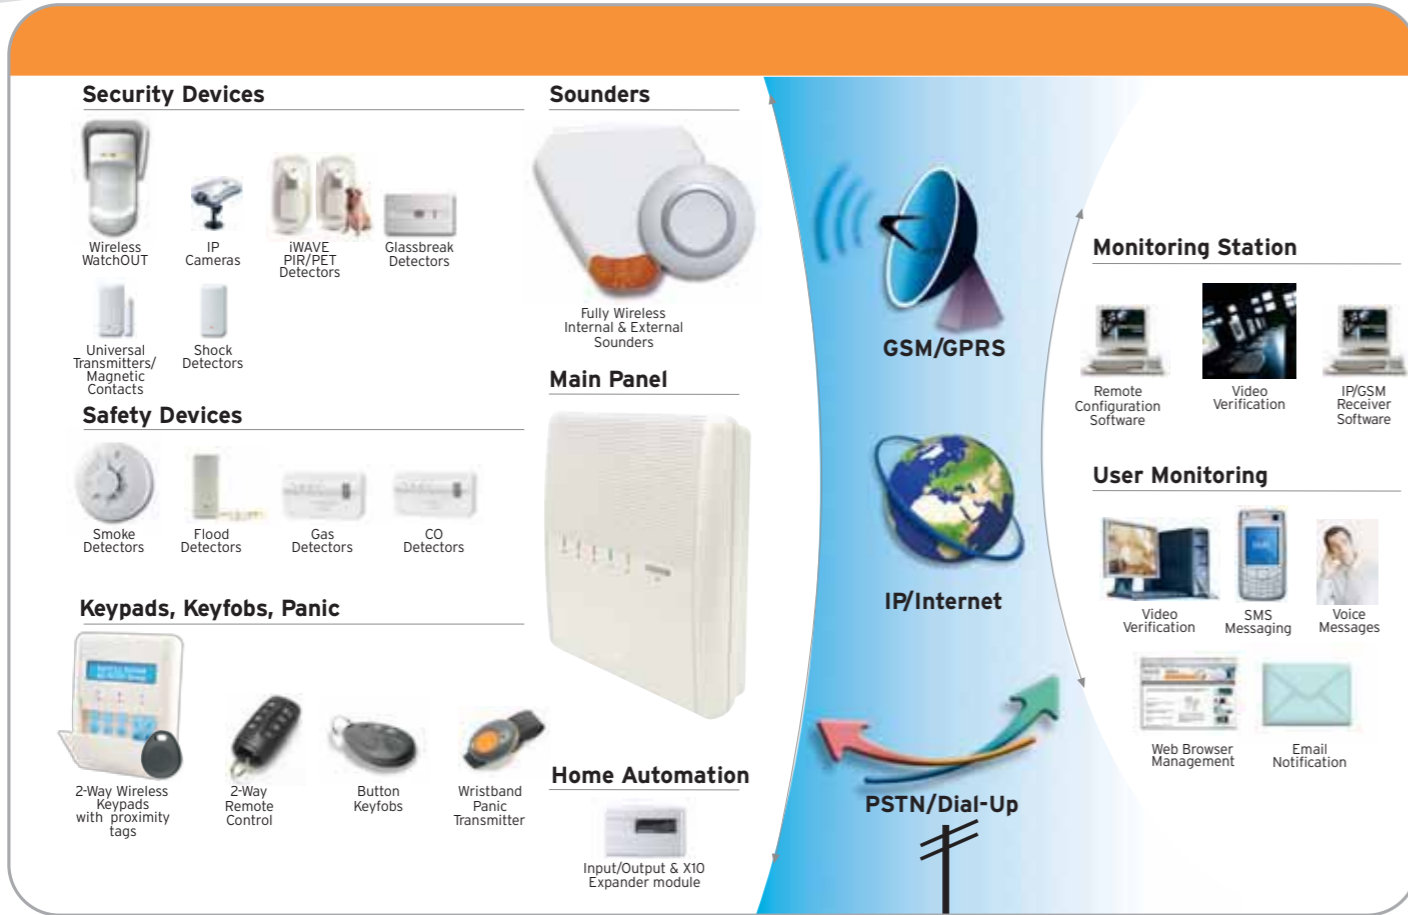 Security Devices
Wireless
WatchOUT
IP
Cameras
iWAVE
PIR/PET
Detectors
Glassbreak
Detectors
Universal
Transmitters/
Magnetic
Contacts
Shock
Detectors
Safety Devices
Smoke
Detectors
Flood
Detectors
Gas
Detectors
CO
Detectors
Keypads, Keyfobs, Panic
2-Way Wireless
Keypads
with proximity
tags
2-Way
Remote
Control
Button
Keyfobs
Wristband
Panic
Transmitter
Sounders
Fully Wireless
Internal & External
Sounders
Main Panel
Home Automation
Input/Output & X10
Expander module
GSM/GPRS
IP/Internet
PSTN/Dial-Up
Monitoring Station
Remote
Configuration
Software
Video
Verification
IP/GSM
Receiver
Software
User Monitoring
Video
Verification
SMS
Messaging
Voice
Messages
Web Browser
Management
Email
Notification